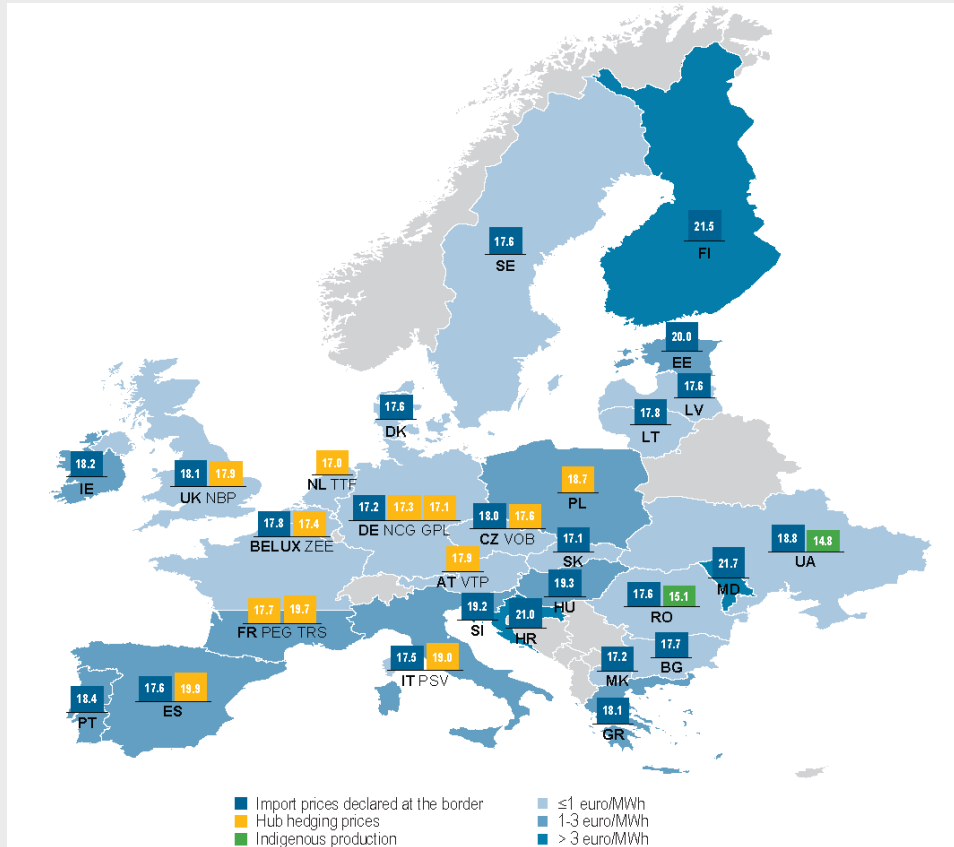 21.5
FI
17.6
SE
20.0
EE
17.6
LV
17.8
LT
17.6
DK
18.2
IE
18.1 17.9
UK NBP
17.0
NL TTF
17.8 17.4
BELUX ZEE
17.2 17.3 17.1
DE NCG GPL
18.0 17.6
CZ VOB
18.7
PL
17.1
SK
17.9
AT VTP
19.3
HU
18.8 14.8
UA
21.7
MD
17.6 15.1
RO
19.2
SI
21.0
HR
17.7 19.7
FR PEG TRS
17.5 19.0
IT PSV
17.7
BG
17.2
MK
18.1
GR
17.6 19.9
ES
18.4
PT
Import prices declared at the border
Hub hedging prices
Indigenous production
≤1 euro/MWh
1-3 euro/MWh
> 3 euro/MWh